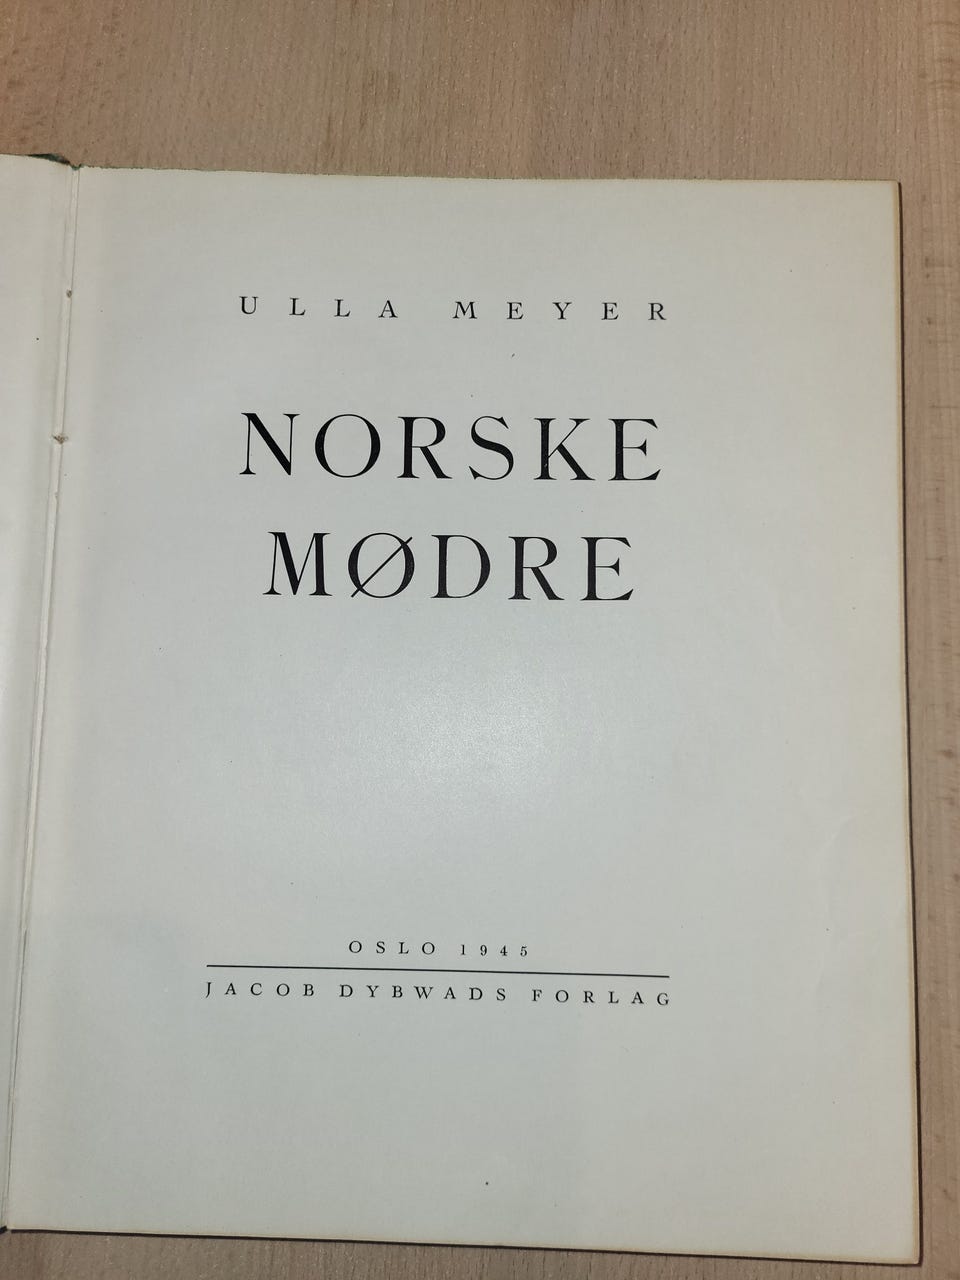 ULLA MEYER
NORSKE
MØDRE
OSLO 1945
JACOB DYBWADS FORLAG